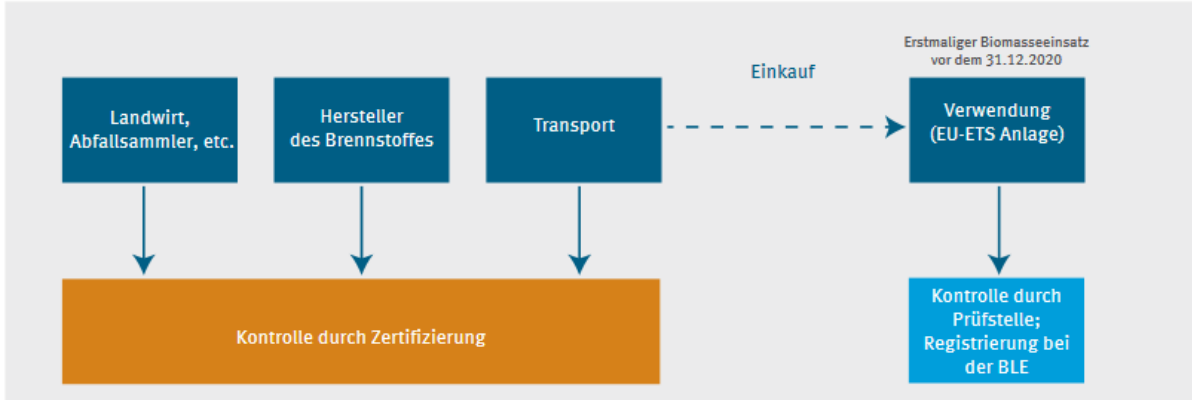 Erstmaliger Biomasseeinsatz
vor dem 31.12.2020
Einkauf
Landwirt,
Abfallsammler, etc.
Hersteller
des Brennstoffes
Transport
Verwendung
(EU-ETS Anlage)
Kontrolle durch Zertifizierung
Kontrolle durch
Prüfstelle;
Registrierung bei
der BLE